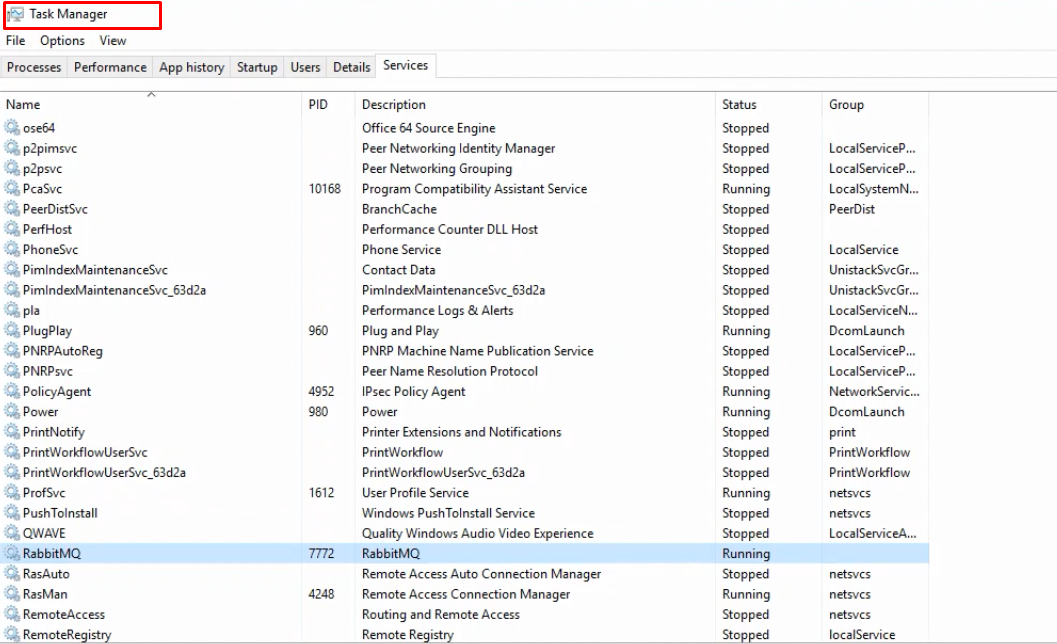 Task Manager
File Options View
Processes Performance App history Startup Users Details Services
Name PID Description Status Group
ose64 Office 64 Source Engine Stopped
p2pimsvc Peer Networking Identity Manager Stopped LocalServiceP...
p2psvc Peer Networking Grouping Stopped LocalServiceP...
PcaSvc 10168 Program Compatibility Assistant Service Running LocalSystemN...
PeerDistSvc BranchCache Stopped PeerDist
PerfHost Performance Counter DLL Host Stopped
PhoneSvc Phone Service Stopped LocalService
PimIndexMaintenanceSvc Contact Data Stopped UnistackSvcGr...
PimIndexMaintenanceSvc_63d2a PimIndexMaintenanceSvc_63d2a Stopped UnistackSvcGr...
pla Performance Logs & Alerts Stopped LocalServiceN...
PlugPlay 960 Plug and Play Running DcomLaunch
PNRPAutoReg PNRP Machine Name Publication Service Stopped LocalServiceP...
PNRPsvc Peer Name Resolution Protocol Stopped LocalServiceP...
PolicyAgent 4952 IPsec Policy Agent Running NetworkServic...
Power 980 Power Running DcomLaunch
PrintNotify Printer Extensions and Notifications Stopped print
PrintWorkflowUserSvc PrintWorkflow Stopped PrintWorkflow
PrintWorkflowUserSvc_63d2a PrintWorkflowUserSvc_63d2a Stopped PrintWorkflow
ProfSvc 1612 User Profile Service Running netsvcs
PushToInstall Windows PushToInstall Service Stopped netsvcs
QWAVE Quality Windows Audio Video Experience Stopped LocalServiceA...
RabbitMQ 7772 RabbitMQ Running
RasAuto Remote Access Auto Connection Manager Stopped netsvcs
RasMan 4248 Remote Access Connection Manager Running netsvcs
RemoteAccess Routing and Remote Access Stopped netsvcs
RemoteRegistry Remote Registry Stopped localService